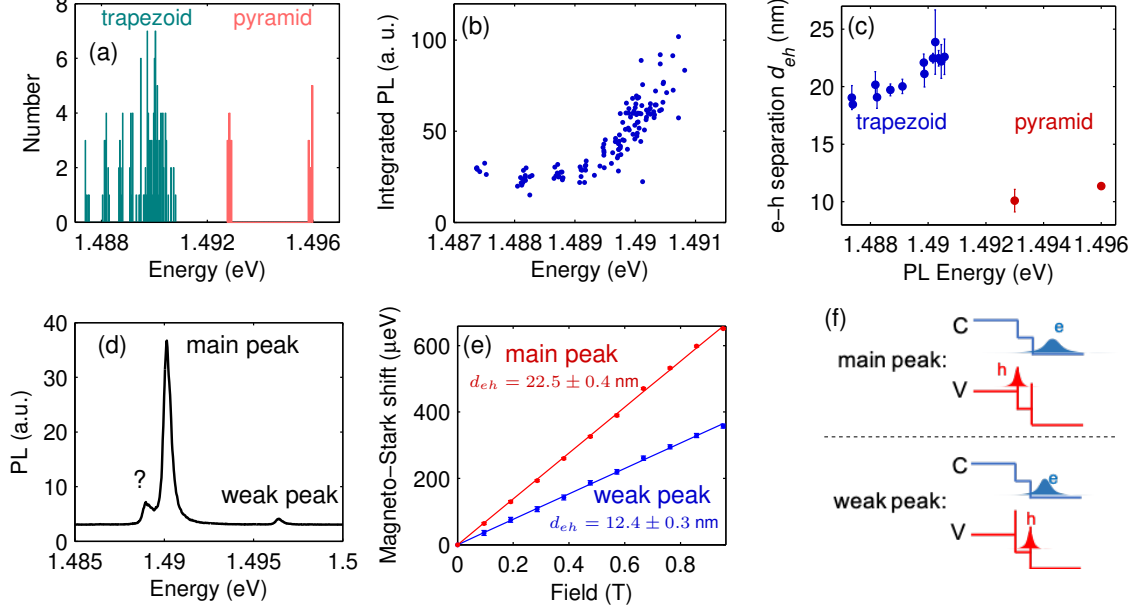 (a)
trapezoid
pyramid
Number
8
6
4
2
0
1.488
1.492
1.496
Energy (eV)
(b)
Integrated PL (a. u.)
100
50
0
1.487
1.488
1.489
1.49
1.491
Energy (eV)
(c)
e−h separation d_eh (nm)
30
25
20
15
10
trapezoid
pyramid
1.488
1.49
1.492
1.494
1.496
PL Energy (eV)
(d)
main peak
?
weak peak
PL (a.u.)
40
30
20
10
0
1.485
1.49
1.495
1.5
Energy (eV)
(e)
main peak
d_eh = 22.5 ± 0.4 nm
weak peak
d_eh = 12.4 ± 0.3 nm
Magneto−Stark shift (μeV)
600
400
200
0
0
0.2
0.4
0.6
0.8
Field (T)
(f)
C
e
main peak:
h
V
C
e
weak peak:
h
V